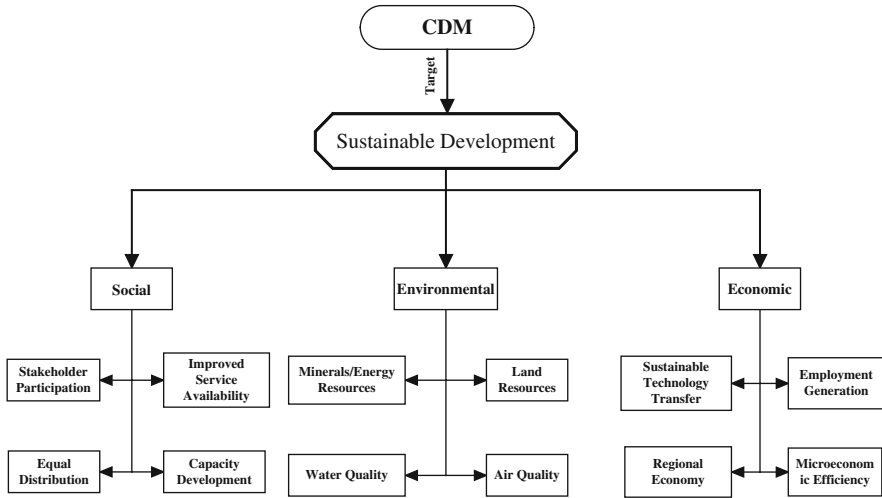 CDM
Target
Sustainable Development
Social
Environmental
Economic
Stakeholder
Participation
Improved
Service
Availability
Minerals/Energy
Resources
Land
Resources
Sustainable
Technology
Transfer
Employment
Generation
Equal
Distribution
Capacity
Development
Water Quality
Air Quality
Regional
Economy
Microeconom
ic Efficiency